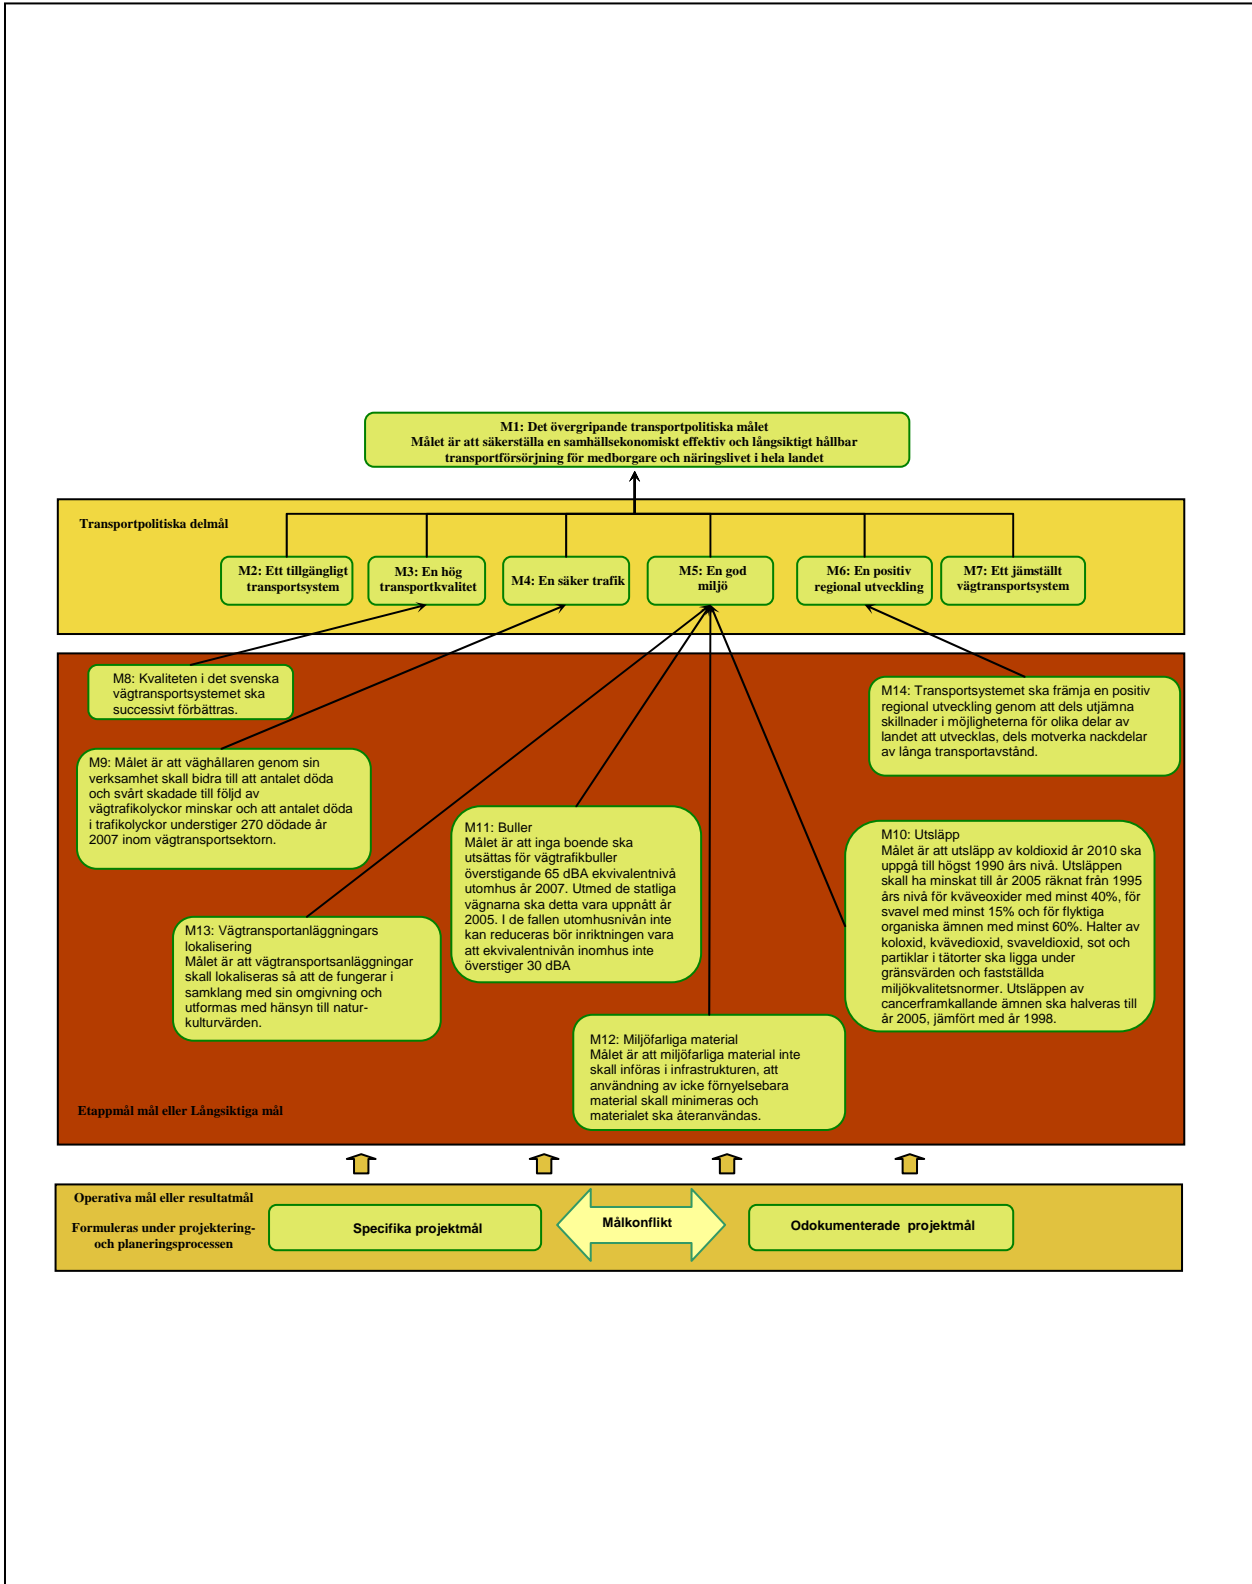 M1: Det övergripande transportpolitiska målet
Målet är att säkerställa en samhällsekonomiskt effektiv och långsiktigt hållbar
transportförsörjning för medborgare och näringslivet i hela landet
Transportpolitiska delmål
M2: Ett tillgängligt
transportsystem
M3: En hög
transportkvalitet
M4: En säker trafik
M5: En god
miljö
M6: En positiv
regional utveckling
M7: Ett jämställt
vägtransportsystem
M8: Kvaliteten i det svenska
vägtransportsystemet ska
successivt förbättras.
M14: Transportsystemet ska främja en positiv
regional utveckling genom att dels utjämna
skillnader i möjligheterna för olika delar av
landet att utvecklas, dels motverka nackdelar
av långa transportavstånd.
M9: Målet är att väghållaren genom sin
verksamhet skall bidra till att antalet döda
och svårt skadade till följd av
vägtrafikolyckor minskar och att antalet döda
i trafikolyckor understiger 270 dödade år
2007 inom vägtransportsektorn.
M11: Buller
Målet är att inga boende ska
utsättas för vägtrafikbuller
överstigande 65 dBA ekvivalentnivå
utomhus år 2007. Utmed de statliga
vägnarna ska detta vara uppnått år
2005. I de fallen utomhusnivån inte
kan reduceras bör inriktningen vara
att ekvivalentnivån inomhus inte
överstiger 30 dBA
M10: Utsläpp
Målet är att utsläpp av koldioxid år 2010 ska
uppgå till högst 1990 års nivå. Utsläppen
skall ha minskat till år 2005 räknat från 1995
års nivå för kväveoxider med minst 40%, för
svavel med minst 15% och för flyktiga
organiska ämnen med minst 60%. Halter av
koloxid, kvävedioxid, svaveldioxid, sot och
partiklar i tätorter ska ligga under
gränsvärden och fastställda
miljökvalitetsnormer. Utsläppen av
cancerframkallande ämnen ska halveras till
år 2005, jämfört med år 1998.
M13: Vägtransportanläggningars
lokalisering
Målet är att vägtransportsanläggningar
skall lokaliseras så att de fungerar i
samklang med sin omgivning och
utformas med hänsyn till natur-
kulturvärden.
M12: Miljöfarliga material
Målet är att miljöfarliga material inte
skall införas i infrastrukturen, att
användning av icke förnyelsebara
material skall minimeras och
materialet ska återanvändas.
Etappmål mål eller Långsiktiga mål
Operativa mål eller resultatmål
Formuleras under projektering-
och planeringsprocessen
Specifika projektmål
Målkonflikt
Odokumenterade projektmål